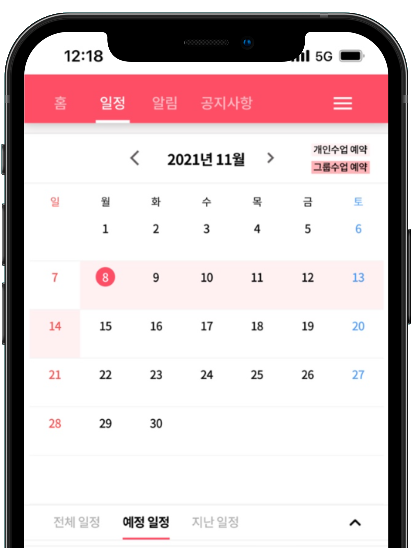 12:18 5G
홈 일정 알림 공지사항
2021년 11월
개인수업 예약
그룹수업 예약
일 월 화 수 목 금 토
1 2 3 4 5 6
7 8 9 10 11 12 13
14 15 16 17 18 19 20
21 22 23 24 25 26 27
28 29 30
전체 일정 예정 일정 지난 일정